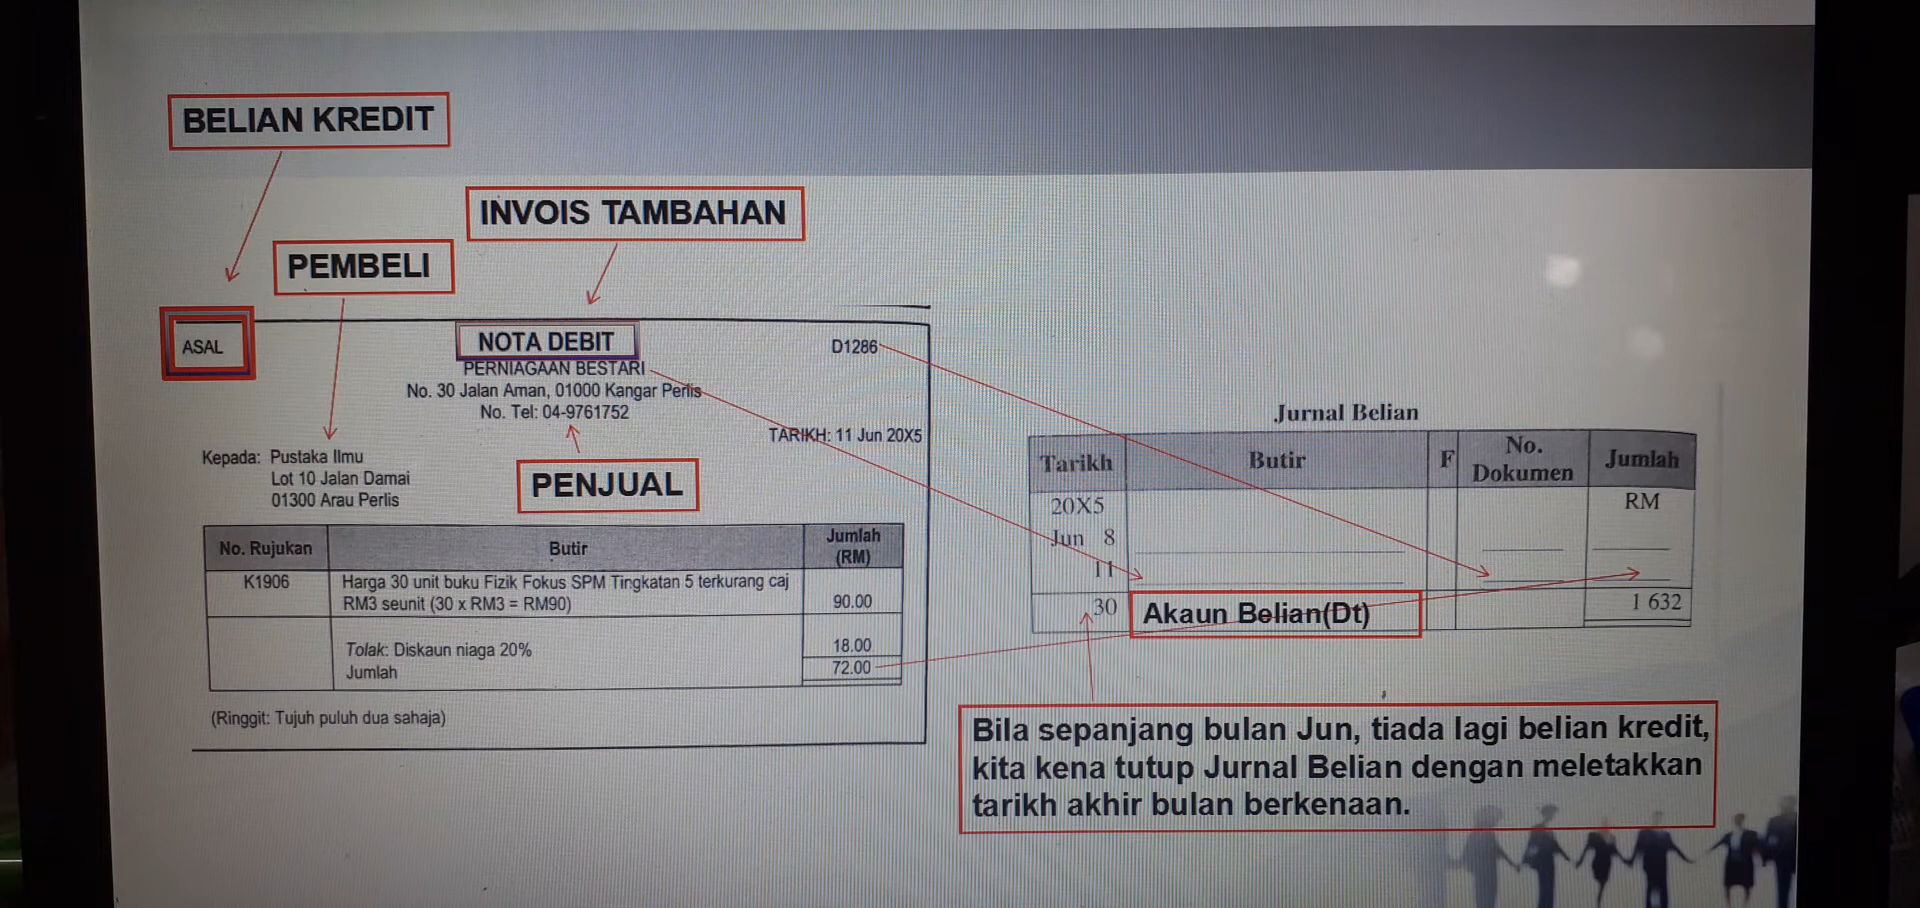 BELIAN KREDIT
INVOIS TAMBAHAN
PEMBELI
ASAL
NOTA DEBIT
D1286
PERNIAGAAN BESTARI
No. 30 Jalan Aman, 01000 Kangar Perlis
No. Tel: 04-9761752
TARIKH: 11 Jun 20X5
Kepada: Pustaka Ilmu
Lot 10 Jalan Damai
01300 Arau Perlis
PENJUAL
No. Rujukan Butir Jumlah (RM)
K1906 Harga 30 unit buku Fizik Fokus SPM Tingkatan 5 terkurang caj
RM3 seunit (30 x RM3 = RM90) 90.00
Tolak: Diskaun niaga 20% 18.00
Jumlah 72.00
(Ringgit: Tujuh puluh dua sahaja)
Jurnal Belian
Tarikh Butir F No. Dokumen Jumlah
20X5 RM
Jun 8
11
30 Akaun Belian(Dt) 1 632
Bila sepanjang bulan Jun, tiada lagi belian kredit,
kita kena tutup Jurnal Belian dengan meletakkan
tarikh akhir bulan berkenaan.